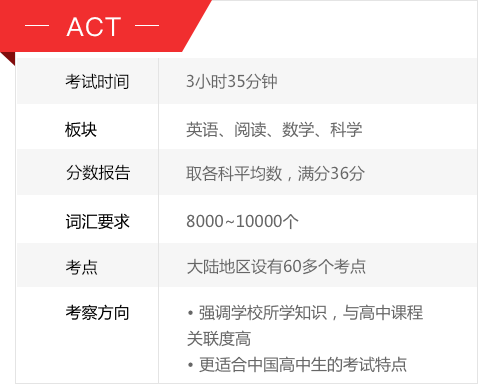 ACT
考试时间 3小时35分钟
板块 英语、阅读、数学、科学
分数报告 取各科平均数，满分36分
词汇要求 8000~10000个
考点 大陆地区设有60多个考点
考察方向 • 强调学校所学知识，与高中课程
关联度高
• 更适合中国高中生的考试特点